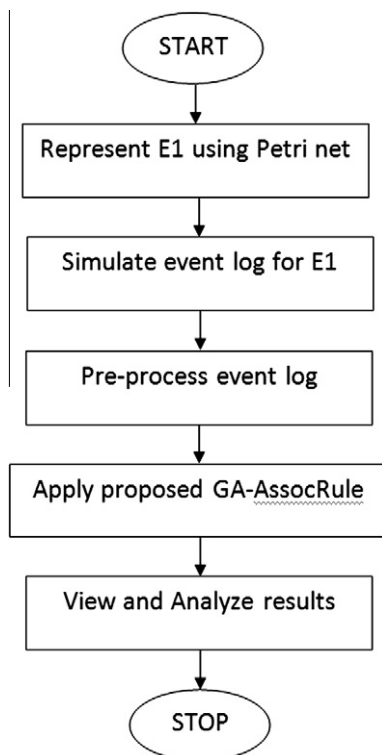 START
Represent E1 using Petri net
Simulate event log for E1
Pre-process event log
Apply proposed GA-AssocRule
View and Analyze results
STOP